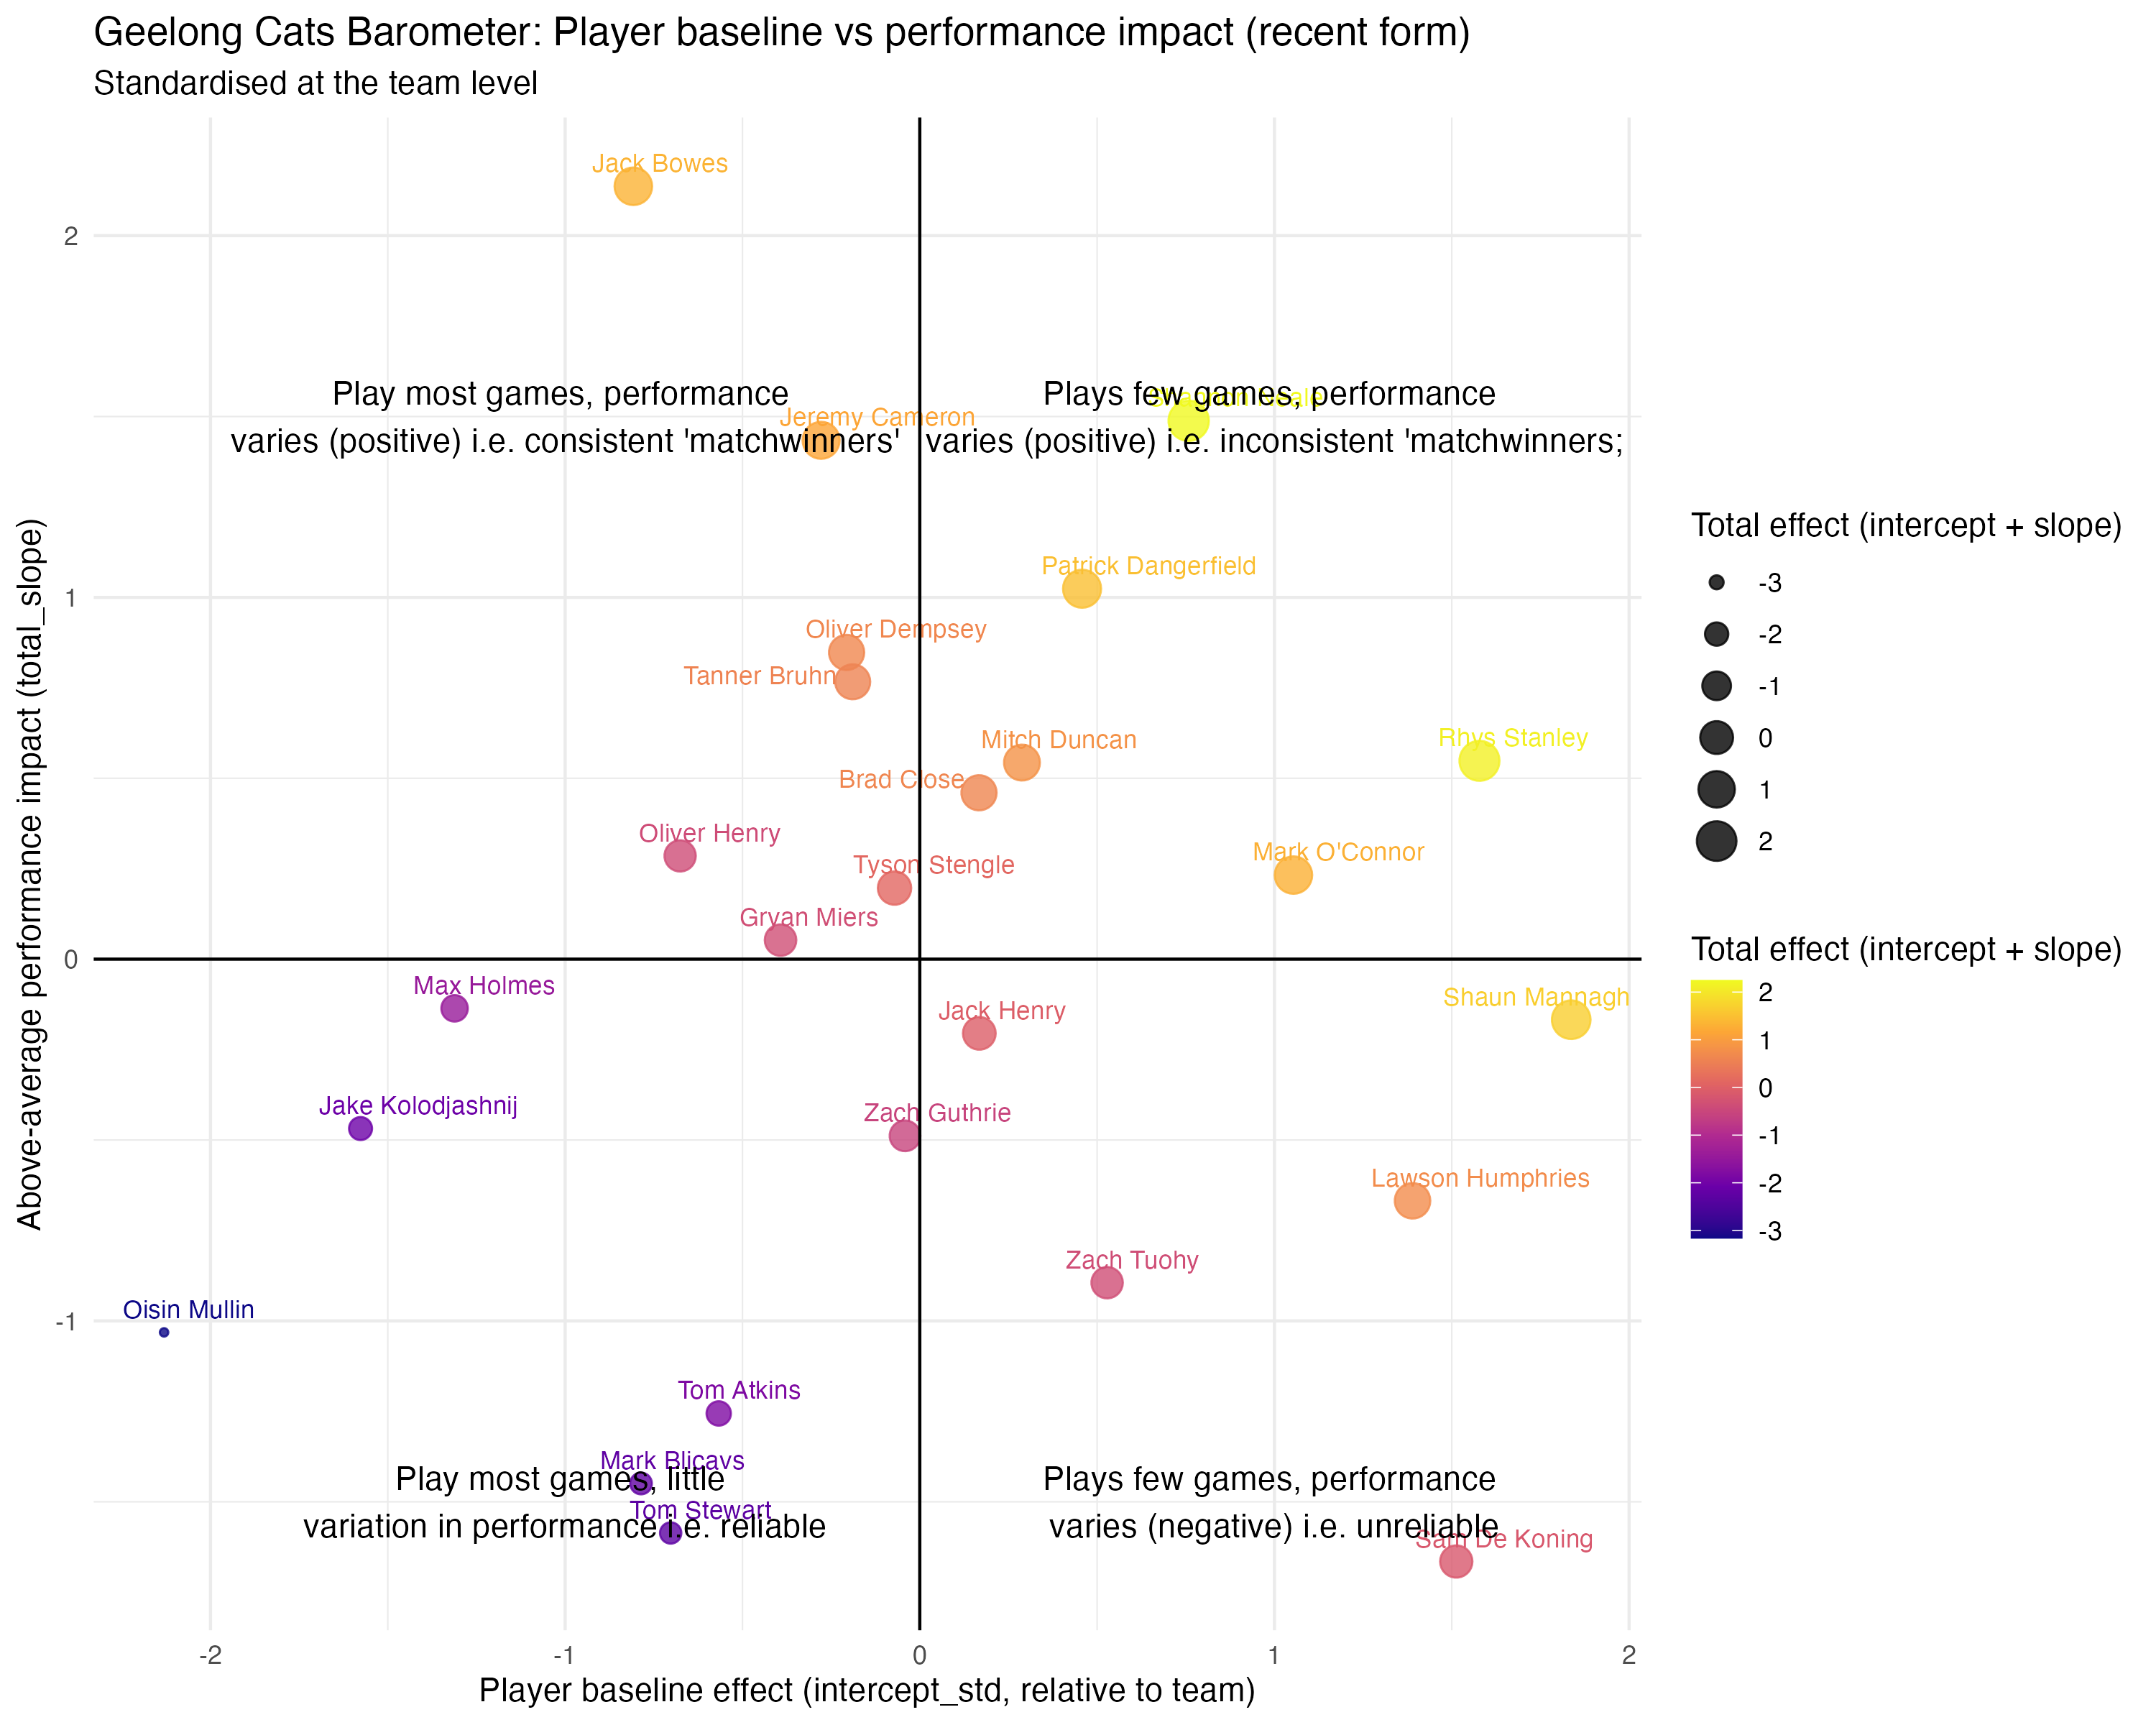 Geelong Cats Barometer: Player baseline vs performance impact (recent form)
Standardised at the team level
Above-average performance impact (total_slope)
2
1
0
-1
Jack Bowes
Play most games, performance
varies (positive) i.e. consistent 'matchwinners'
Plays few games, performance
varies (positive) i.e. inconsistent 'matchwinners;
Jeremy Cameron
Patrick Dangerfield
Oliver Dempsey
Tanner Bruhn
Mitch Duncan
Rhys Stanley
Brad Close
Oliver Henry
Mark O'Connor
Tyson Stengle
Gryan Miers
Max Holmes
Shaun Mannagh
Jack Henry
Jake Kolodjashnij
Zach Guthrie
Lawson Humphries
Zach Tuohy
Oisin Mullin
Tom Atkins
Mark Blicavs
Play most games, little
variation in performance i.e. reliable
Tom Stewart
Plays few games, performance
varies (negative) i.e. unreliable
Sam De Koning
-2
-1
0
1
2
Player baseline effect (intercept_std, relative to team)
Total effect (intercept + slope)
-3
-2
-1
0
1
2
Total effect (intercept + slope)
2
1
0
-1
-2
-3